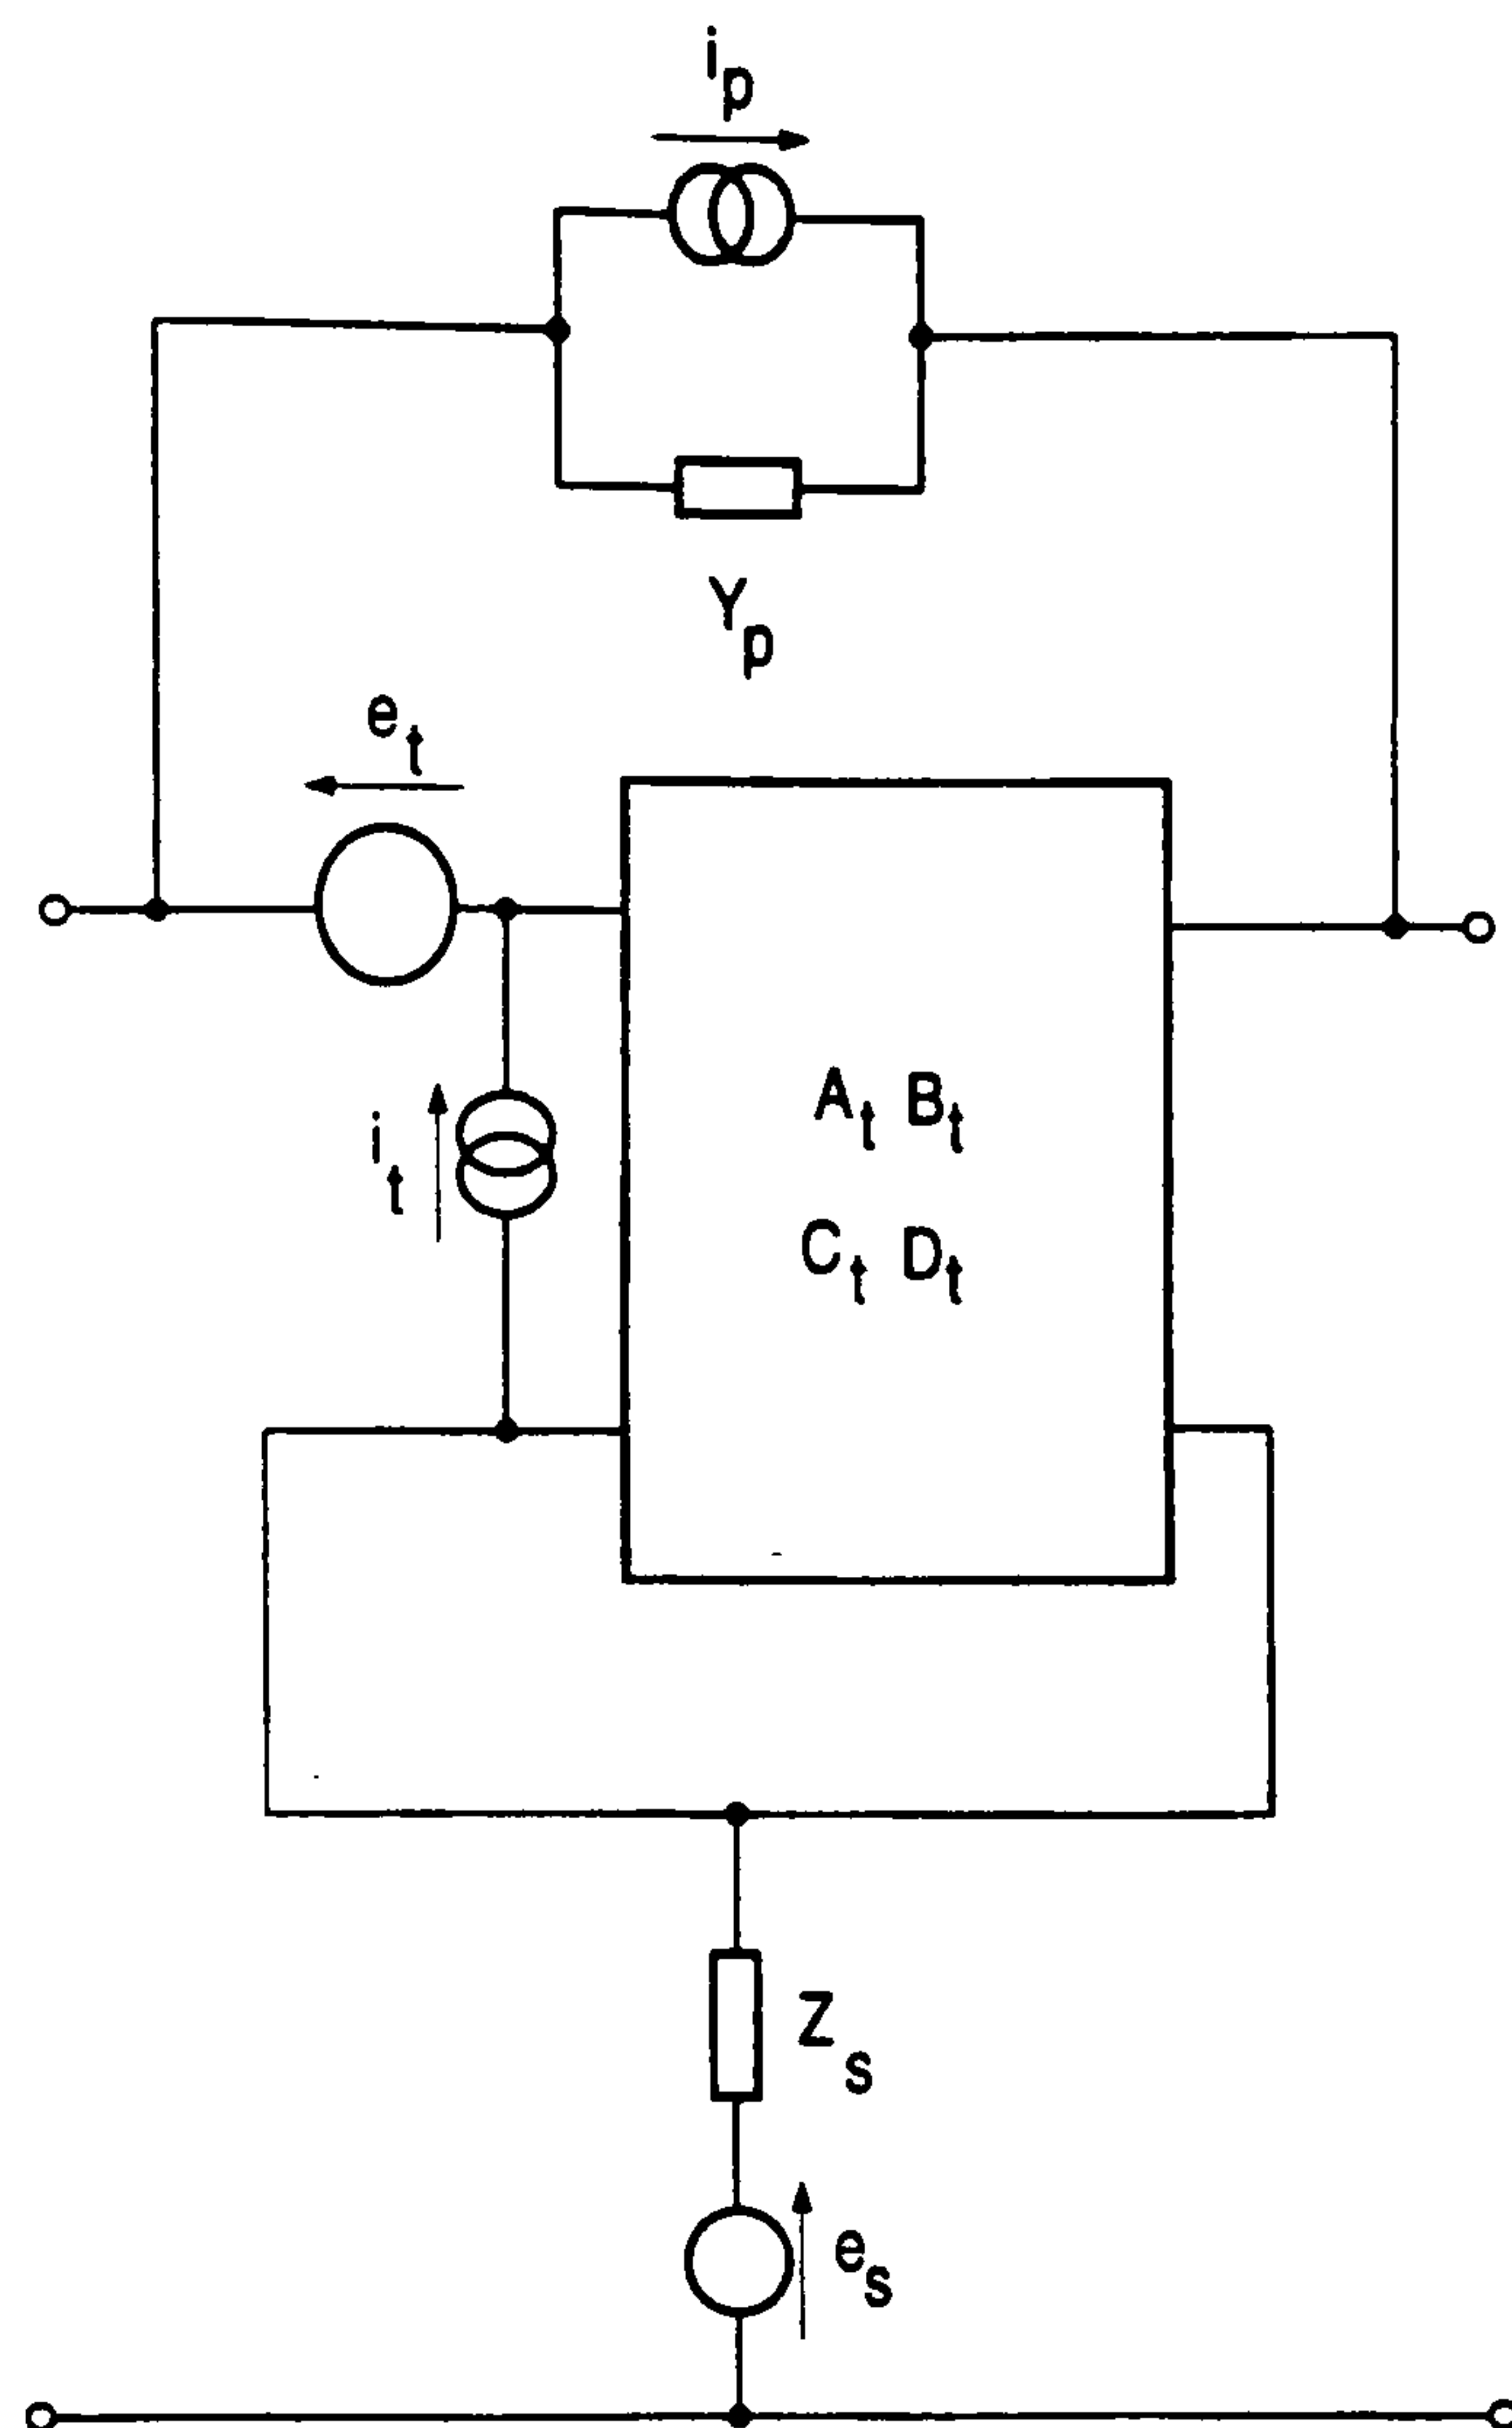 ip
Yp
et
it
At Bt
Ct Dt
Zs
es